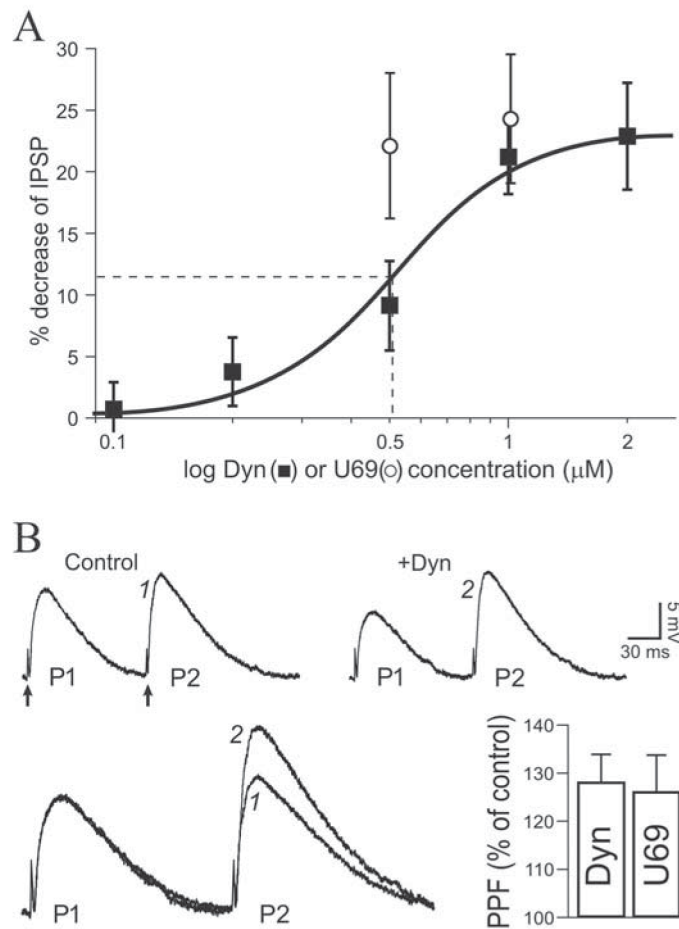 A
30
25
20
15
10
5
0
% decrease of IPSP
0.1
0.2
0.5
1
2
log Dyn (■) or U69(○) concentration (μM)
B
Control
1
P1
P2
+Dyn
2
P1
P2
5 mV
30 ms
2
1
P1
P2
140
130
120
110
100
PPF (% of control)
Dyn
U69